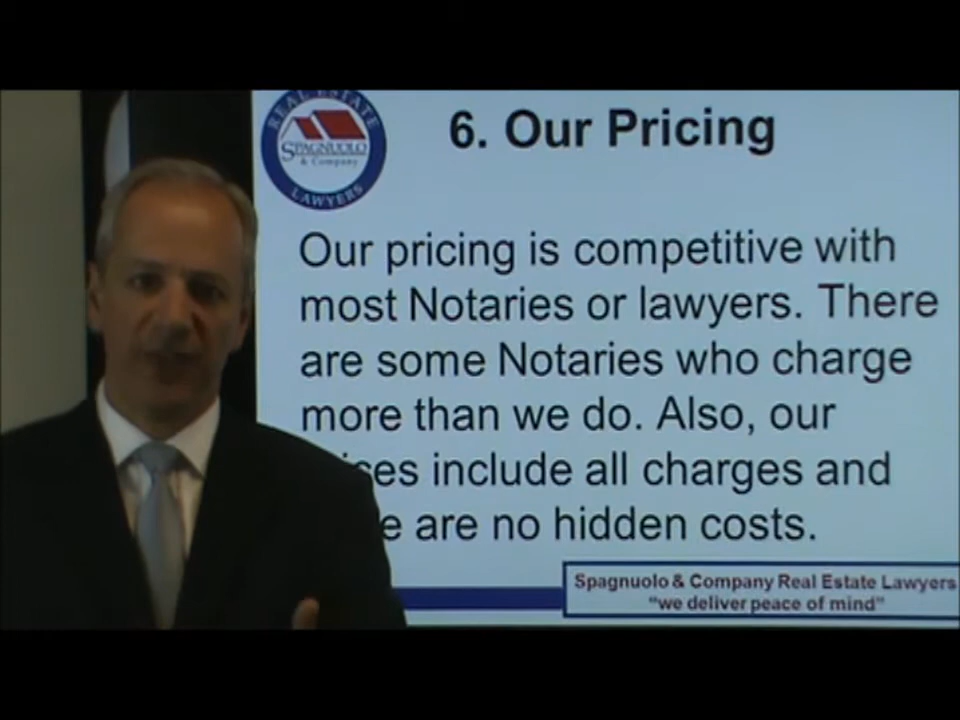 REAL ESTATE
SPAGNUOLO
& Company
LAWYERS
6. Our Pricing
Our pricing is competitive with
most Notaries or lawyers. There
are some Notaries who charge
more than we do. Also, our
include all charges and
are no hidden costs.
Spagnuolo & Company Real Estate Lawyers
"we deliver peace of mind"